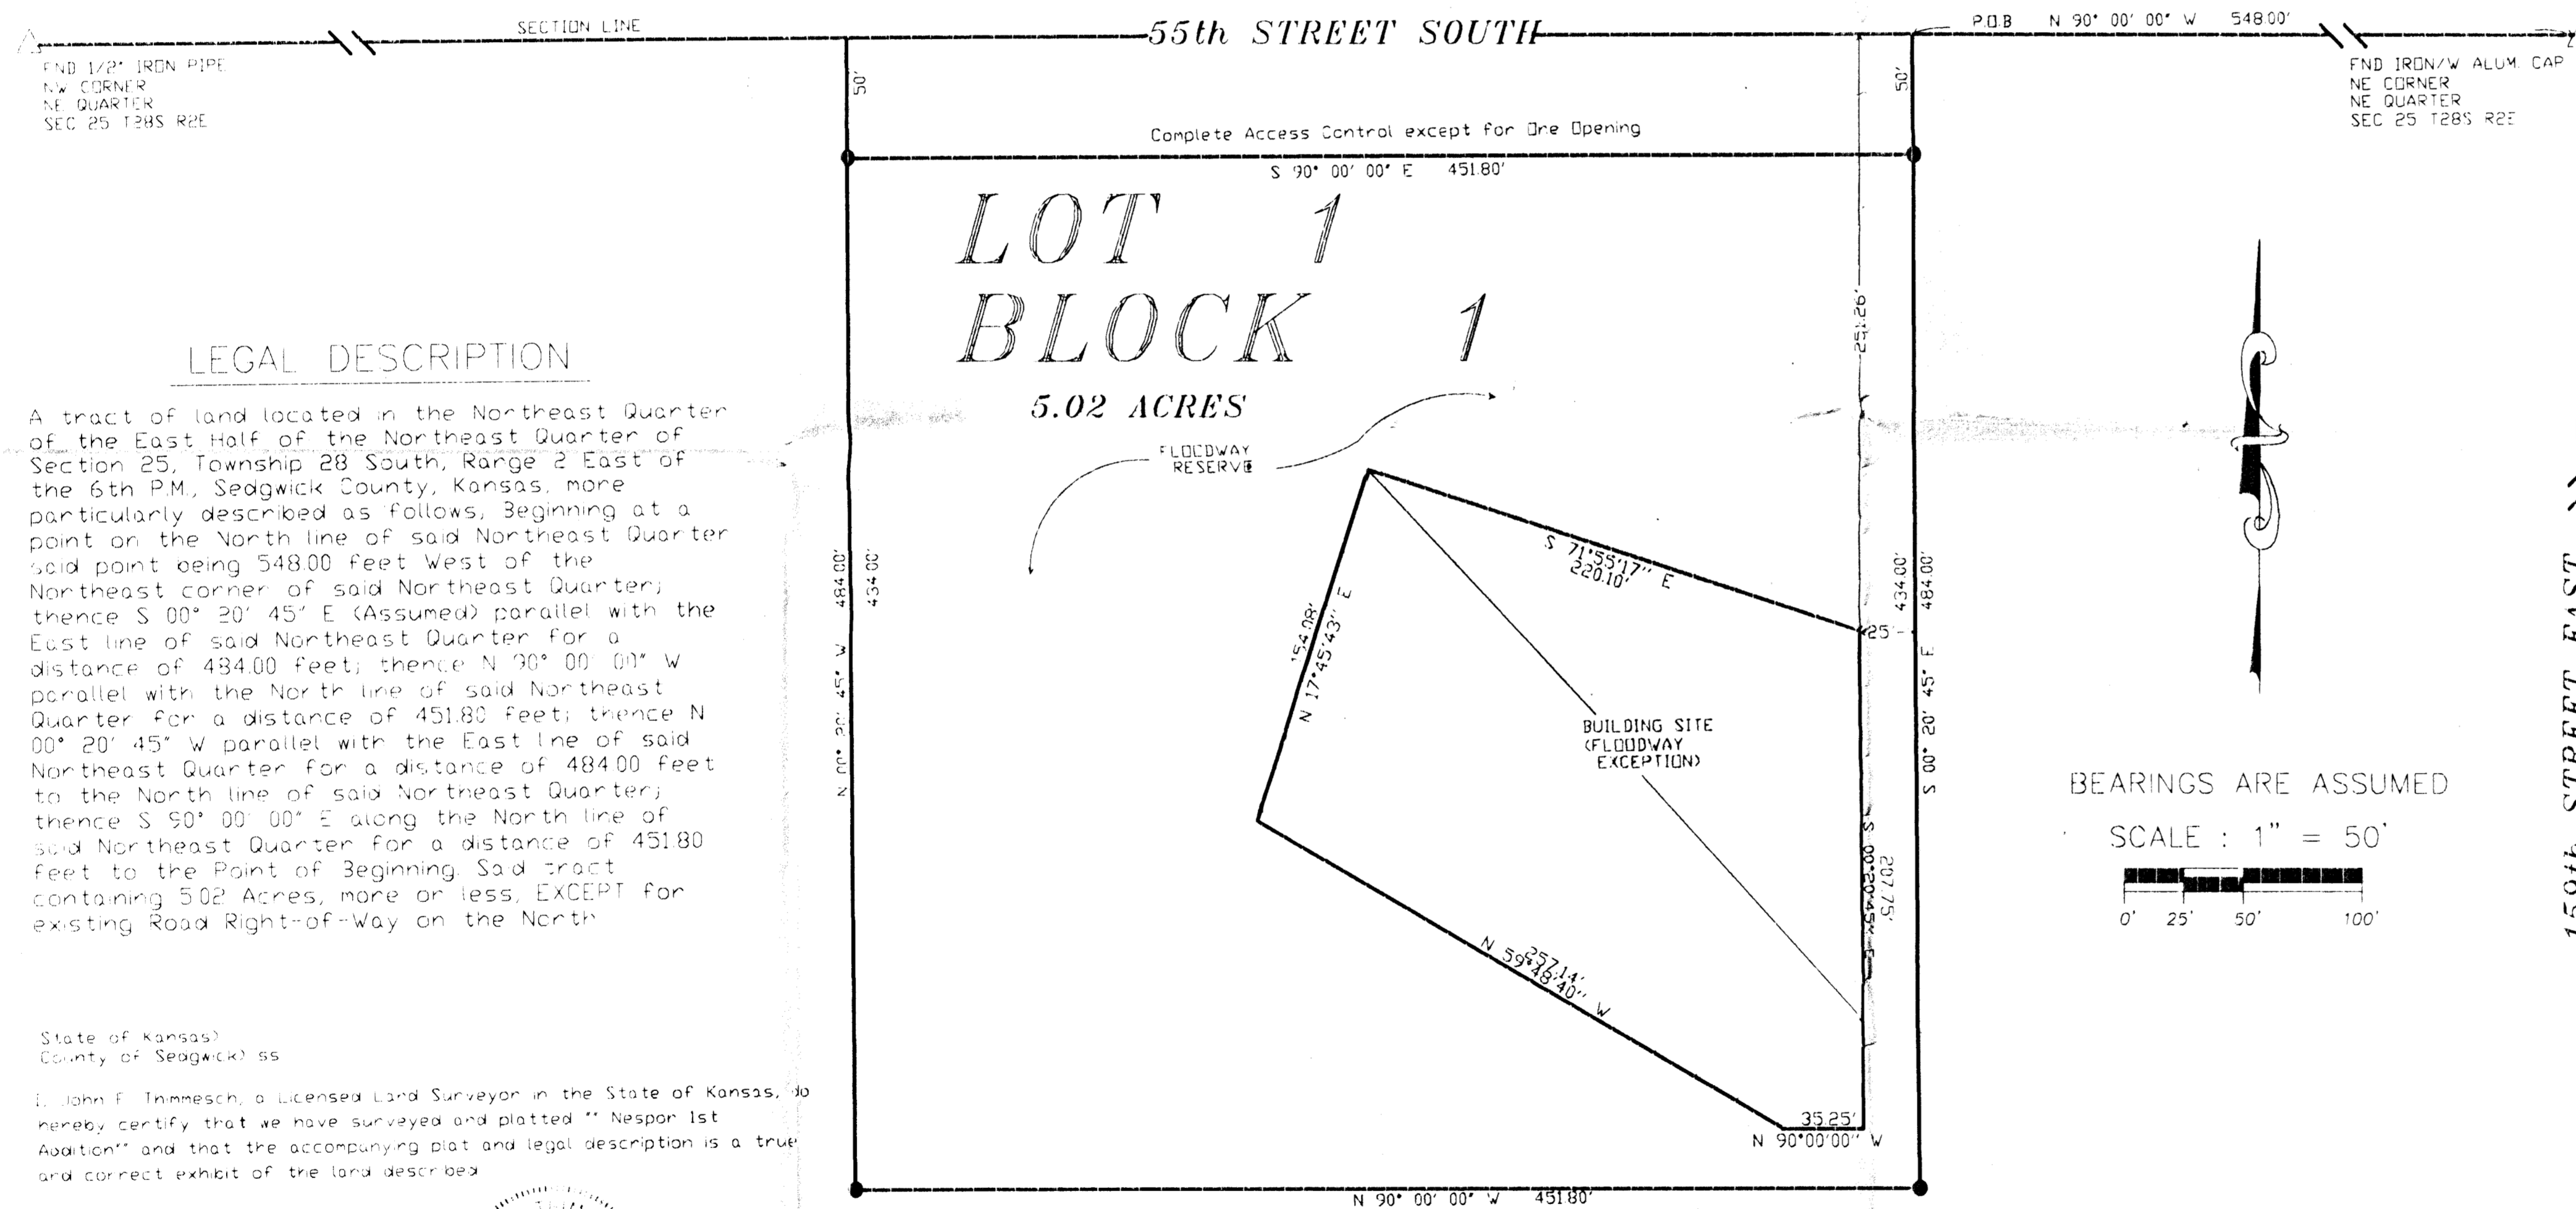 SECTION LINE
55th STREET SOUTH
P.O.B N 90° 00' 00" W 548.00'
FND 1/2" IRON PIPE
NW CORNER
NE QUARTER
SEC 25 T28S R2E
50'
50'
FND IRON/W ALUM. CAP
NE CORNER
NE QUARTER
SEC 25 T28S R2E
Complete Access Control except for One Opening
S 90° 00' 00" E 451.80'
LOT 1
BLOCK 1
5.02 ACRES
FLOODWAY
RESERVE
251.26'
LEGAL DESCRIPTION
A tract of land located in the Northeast Quarter
of the East Half of the Northeast Quarter of
Section 25, Township 28 South, Range 2 East of
the 6th P.M., Sedgwick County, Kansas, more
particularly described as follows, Beginning at a
point on the North line of said Northeast Quarter
said point being 548.00 feet West of the
Northeast corner of said Northeast Quarter;
thence S 00° 20' 45" E (Assumed) parallel with the
East line of said Northeast Quarter for a
distance of 484.00 feet; thence N 90° 00' 00" W
parallel with the North line of said Northeast
Quarter for a distance of 451.80 feet; thence N
00° 20' 45" W parallel with the East line of said
Northeast Quarter for a distance of 484.00 feet
to the North line of said Northeast Quarter;
thence S 90° 00' 00" E along the North line of
said Northeast Quarter for a distance of 451.80
feet to the Point of Beginning. Said tract
containing 5.02 Acres, more or less, EXCEPT for
existing Road Right-of-Way on the North
N 00° 20' 45" W 484.00'
434.00'
S 71°55'17" E
220.10'
154.08'
N 17°45'43" E
25'
434.00'
S 00° 20' 45" E 484.00'
BUILDING SITE
(FLOODWAY
EXCEPTION)
S 00°20'45" E
207.75'
257.14'
N 59°48'40" W
35.25'
N 90°00'00" W
N 90° 00' 00" W 451.80'
BEARINGS ARE ASSUMED
SCALE : 1" = 50'
0' 25' 50' 100'
159th STREET EAST
State of Kansas)
County of Sedgwick) ss
I, John F Thimmesch, a Licensed Land Surveyor in the State of Kansas, do
hereby certify that we have surveyed and platted "" Nespor 1st
Addition"" and that the accompanying plat and legal description is a true
and correct exhibit of the land described